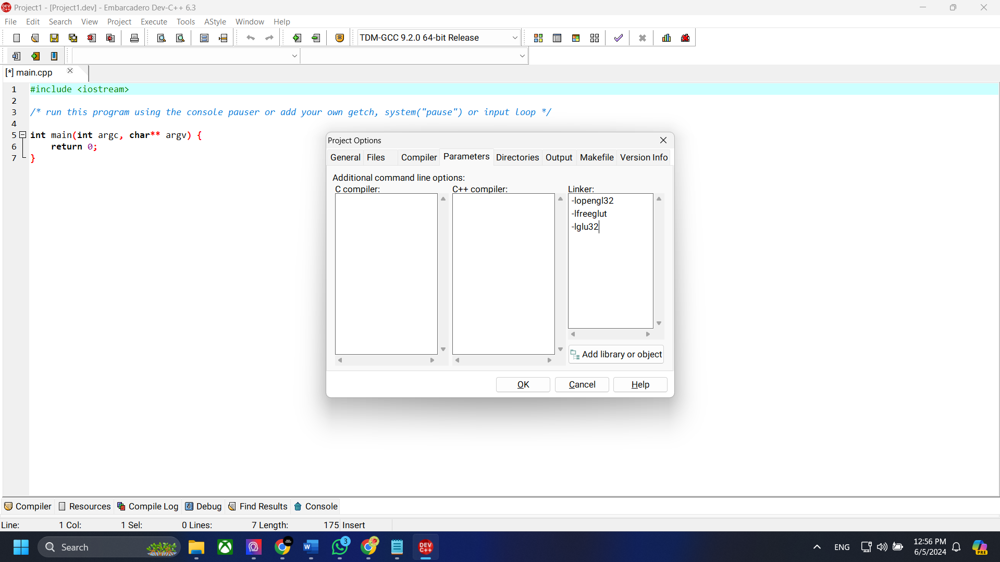 Project1 - [Project1.dev] - Embarcadero Dev-C++ 6.3
File Edit Search View Project Execute Tools AStyle Window Help
TDM-GCC 9.2.0 64-bit Release
[*] main.cpp
1 #include <iostream>
2
3 /* run this program using the console pauser or add your own getch, system("pause") or input loop */
4
5 int main(int argc, char** argv) {
6 return 0;
7 }
Project Options
General Files Compiler Parameters Directories Output Makefile Version Info
Additional command line options:
C compiler: C++ compiler: Linker:
-lopengl32
-lfreeglut
-lglu32
Add library or object
OK Cancel Help
Compiler Resources Compile Log Debug Find Results Console
Line: 1 Col: 1 Sel: 0 Lines: 7 Length: 175 Insert
Search
3
DEV C++
ENG
12:56 PM
6/5/2024
PRE